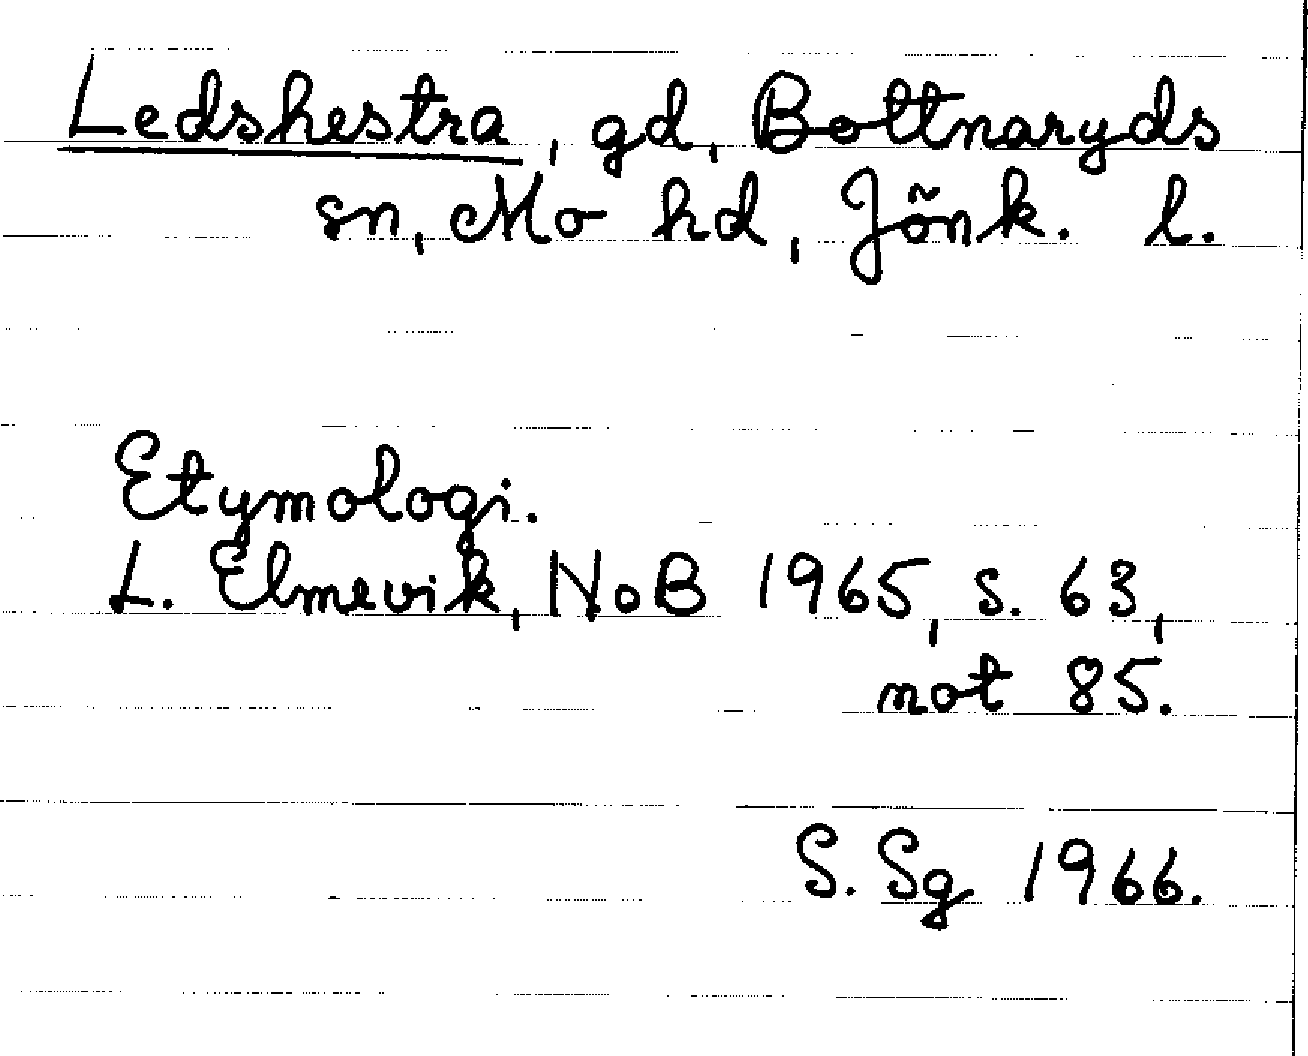 Ledshestra, gd, Bottnaryds
sn, Mo hd, Jönk. l.
Etymologi.
L. Elmevik, NoB 1965, s. 63,
not 85.
S. Sg 1966.